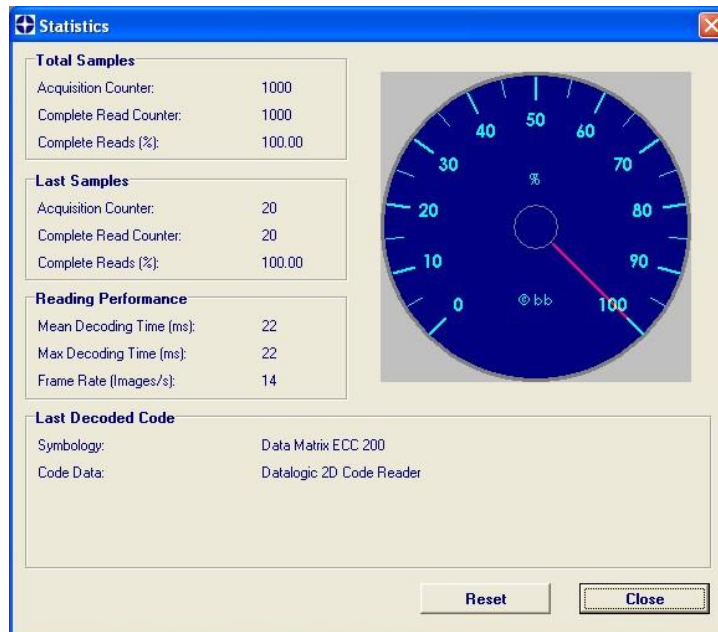 Statistics
Total Samples
Acquisition Counter: 1000
Complete Read Counter: 1000
Complete Reads (%): 100.00
Last Samples
Acquisition Counter: 20
Complete Read Counter: 20
Complete Reads (%): 100.00
Reading Performance
Mean Decoding Time (ms): 22
Max Decoding Time (ms): 22
Frame Rate (Images/s): 14
0
10
20
30
40
50
60
70
80
90
100
%
© bb
Last Decoded Code
Symbology: Data Matrix ECC 200
Code Data: Datalogic 2D Code Reader
Reset Close